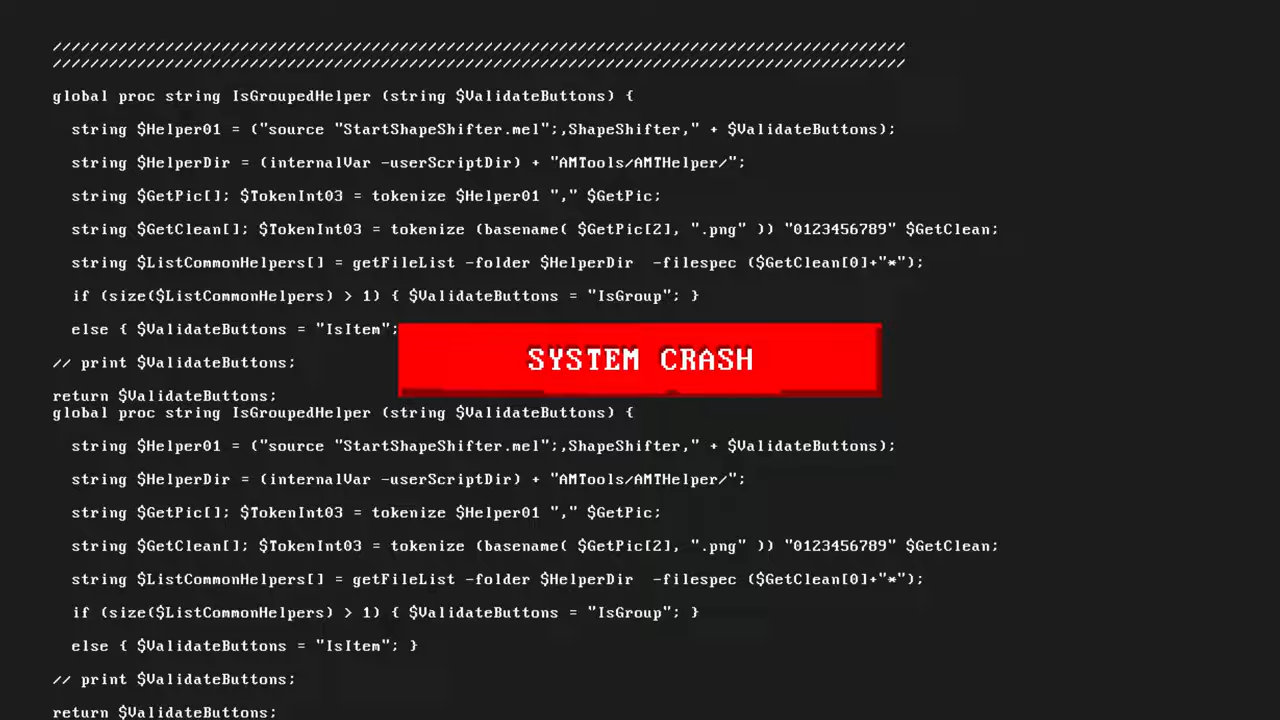 ///////////////////////////////////////////////////////////////////////////////////////////
///////////////////////////////////////////////////////////////////////////////////////////
global proc string IsGroupedHelper (string $ValidateButtons) {
string $Helper01 = ("source "StartShapeShifter.mel";,ShapeShifter," + $ValidateButtons);
string $HelperDir = (internalVar -userScriptDir) + "AMTools/AMTHelper/";
string $GetPic[]; $TokenInt03 = tokenize $Helper01 "," $GetPic;
string $GetClean[]; $TokenInt03 = tokenize (basename( $GetPic[2], ".png" )) "0123456789" $GetClean;
string $ListCommonHelpers[] = getFileList -folder $HelperDir  -filespec ($GetClean[0]+"*");
if (size($ListCommonHelpers) > 1) { $ValidateButtons = "IsGroup"; }
else { $ValidateButtons = "IsItem";
SYSTEM CRASH
// print $ValidateButtons;
return $ValidateButtons;
global proc string IsGroupedHelper (string $ValidateButtons) {
string $Helper01 = ("source "StartShapeShifter.mel";,ShapeShifter," + $ValidateButtons);
string $HelperDir = (internalVar -userScriptDir) + "AMTools/AMTHelper/";
string $GetPic[]; $TokenInt03 = tokenize $Helper01 "," $GetPic;
string $GetClean[]; $TokenInt03 = tokenize (basename( $GetPic[2], ".png" )) "0123456789" $GetClean;
string $ListCommonHelpers[] = getFileList -folder $HelperDir  -filespec ($GetClean[0]+"*");
if (size($ListCommonHelpers) > 1) { $ValidateButtons = "IsGroup"; }
else { $ValidateButtons = "IsItem"; }
// print $ValidateButtons;
return $ValidateButtons;